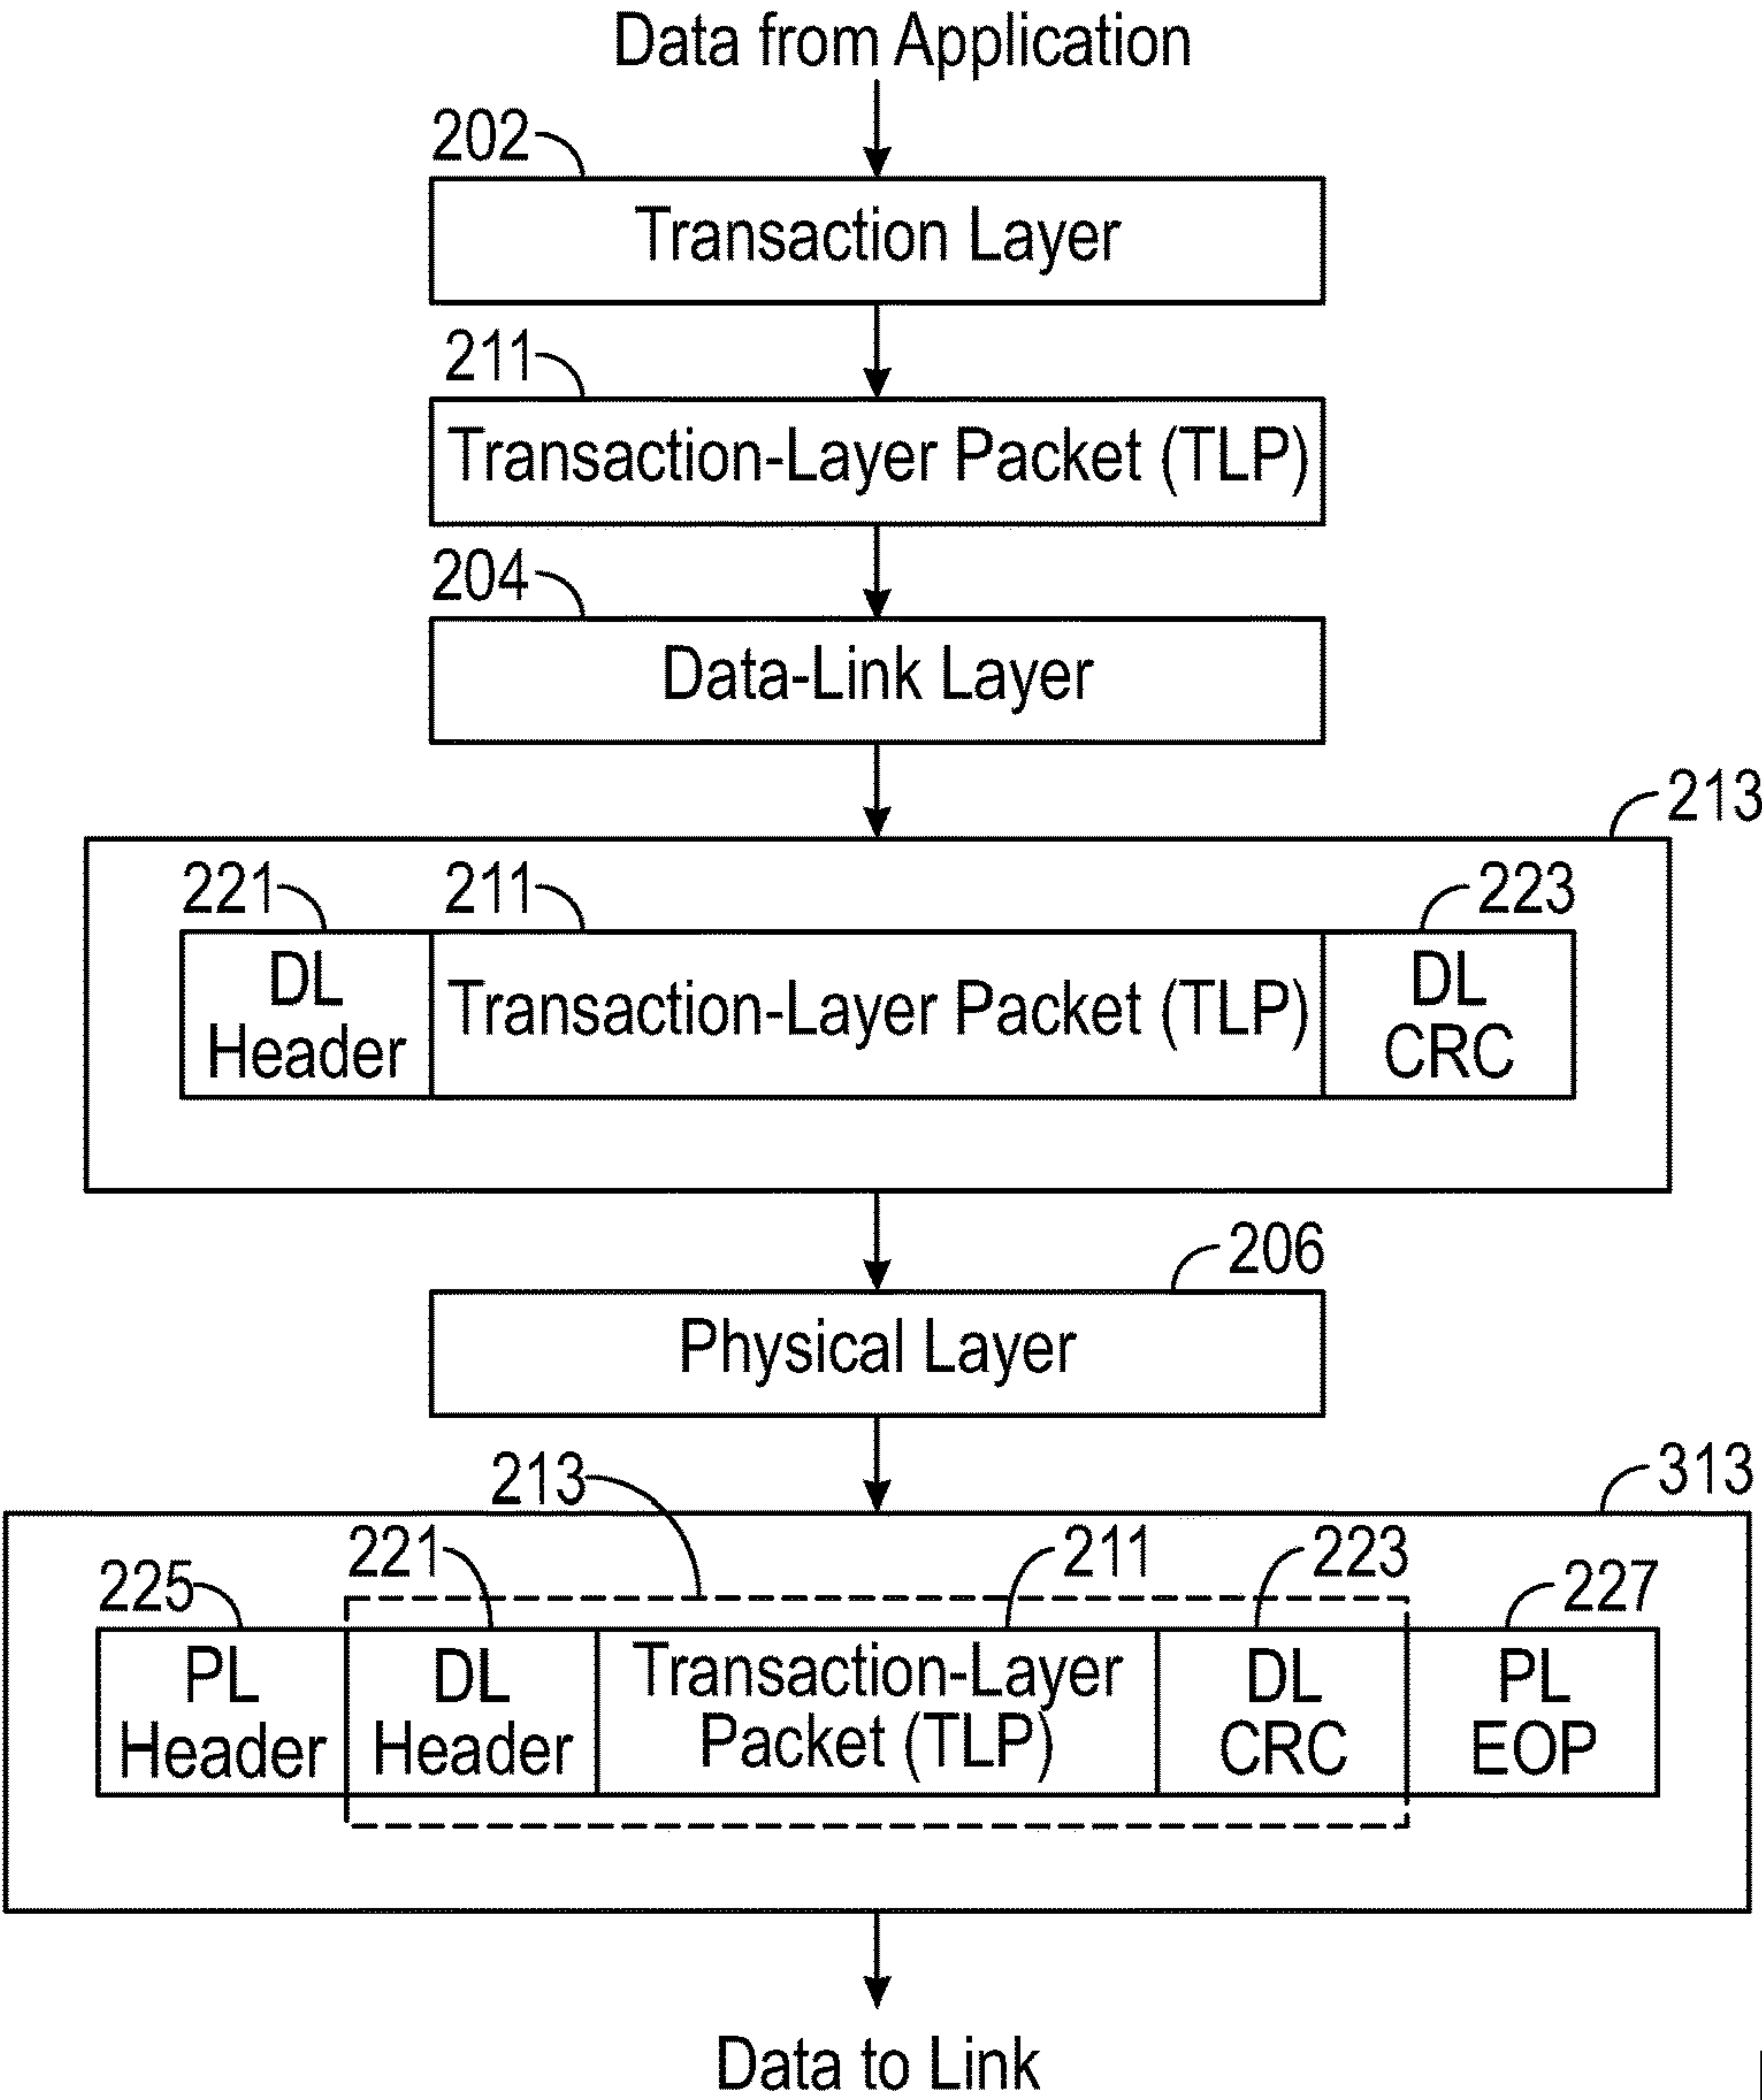 Data from Application
202
Transaction Layer
211
Transaction-Layer Packet (TLP)
204
Data-Link Layer
213
221 211 223
DL Header Transaction-Layer Packet (TLP) DL CRC
206
Physical Layer
213 313
225 221 211 223 227
PL Header DL Header Transaction-Layer Packet (TLP) DL CRC PL EOP
Data to Link